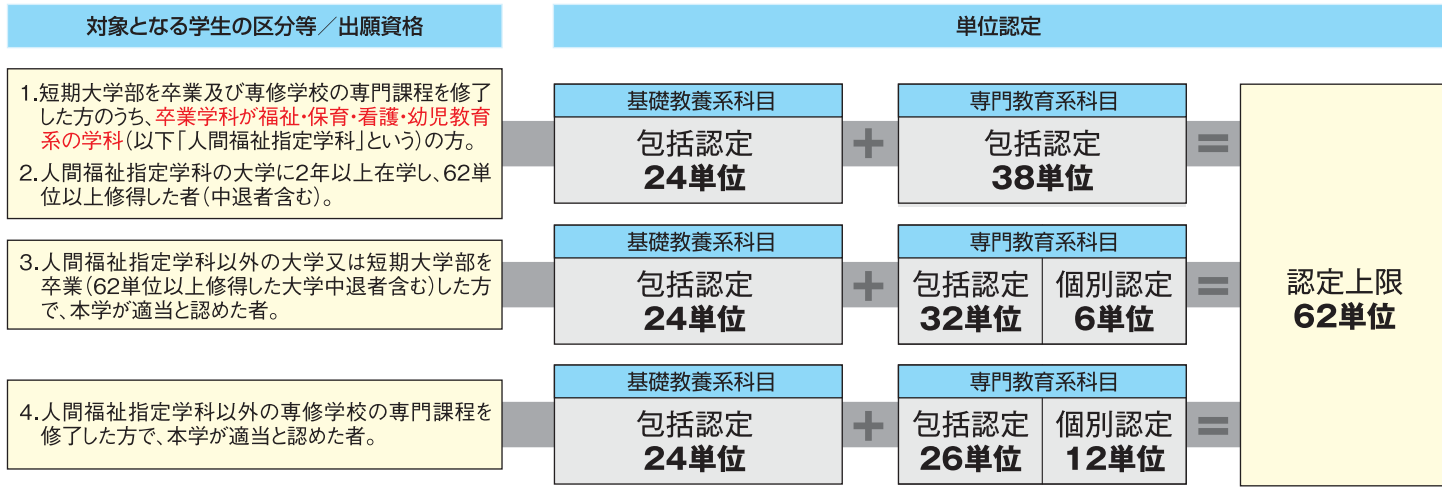 対象となる学生の区分等／出願資格
単位認定
1.短期大学部を卒業及び専修学校の専門課程を修了
した方のうち、卒業学科が福祉・保育・看護・幼児教育
系の学科(以下「人間福祉指定学科」という)の方。
2.人間福祉指定学科の大学に2年以上在学し、62単
位以上修得した者(中退者含む)。
基礎教養系科目
包括認定
24単位
+
専門教育系科目
包括認定
38単位
=
3.人間福祉指定学科以外の大学又は短期大学部を
卒業(62単位以上修得した大学中退者含む)した方
で、本学が適当と認めた者。
基礎教養系科目
包括認定
24単位
+
専門教育系科目
包括認定
32単位
個別認定
6単位
=
4.人間福祉指定学科以外の専修学校の専門課程を
修了した方で、本学が適当と認めた者。
基礎教養系科目
包括認定
24単位
+
専門教育系科目
包括認定
26単位
個別認定
12単位
=
認定上限
62単位